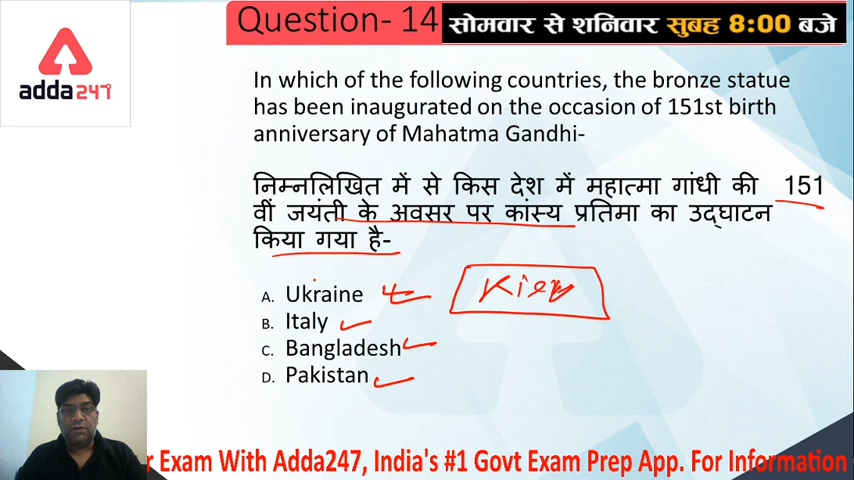 Question- 14
सोमवार से शनिवार सुबह 8:00 बजे
adda247
In which of the following countries, the bronze statue
has been inaugurated on the occasion of 151st birth
anniversary of Mahatma Gandhi-
निम्नलिखित में से किस देश में महात्मा गांधी की 151
वीं जयंती के अवसर पर कांस्य प्रतिमा का उद्घाटन
किया गया है-
A. Ukraine
Kiev
B. Italy
C. Bangladesh
D. Pakistan
r Exam With Adda247, India's #1 Govt Exam Prep App. For Information